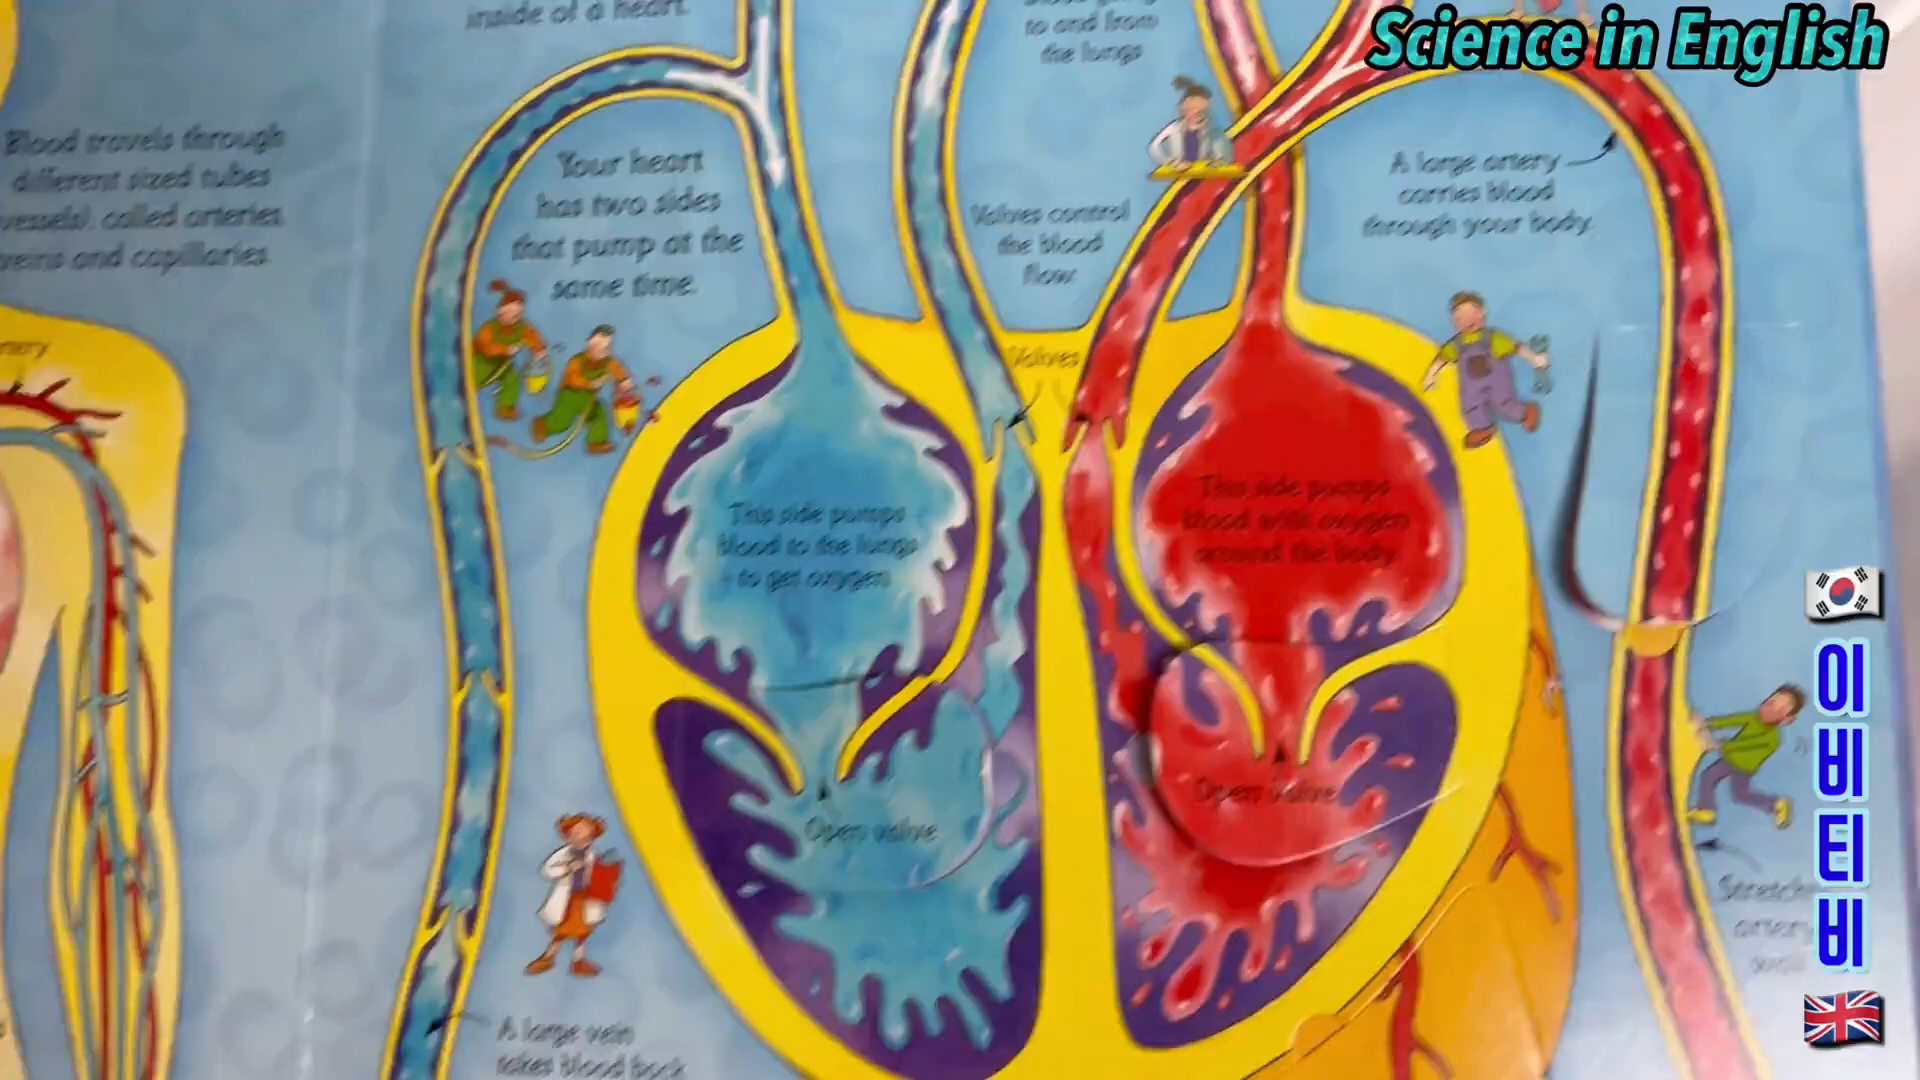 inside of a heart.
to and from
the lungs
Science in English
Blood travels through
different sized tubes
(vessels), called arteries,
veins and capillaries.
Your heart
has two sides
that pump at the
same time.
Valves control
the blood
flow.
A large artery
carries blood
through your body.
Valves
This side pumps
blood to the lungs
to get oxygen.
This side pumps
blood with oxygen
around the body.
Open valve
Open valve
artery
A large vein
takes blood back
이비티비